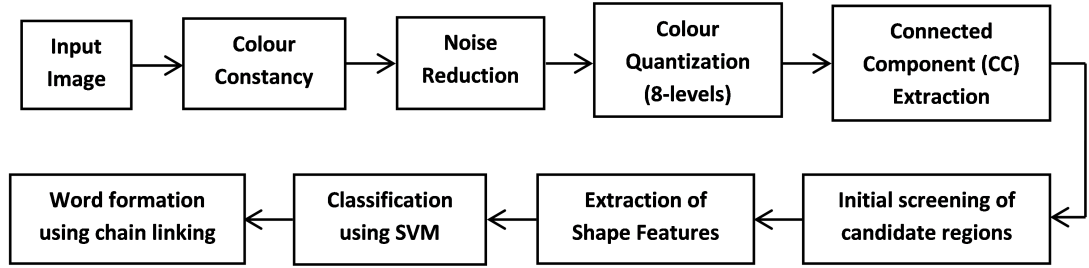 Input
Image
Colour
Constancy
Noise
Reduction
Colour
Quantization
(8-levels)
Connected
Component (CC)
Extraction
Initial screening of
candidate regions
Extraction of
Shape Features
Classification
using SVM
Word formation
using chain linking